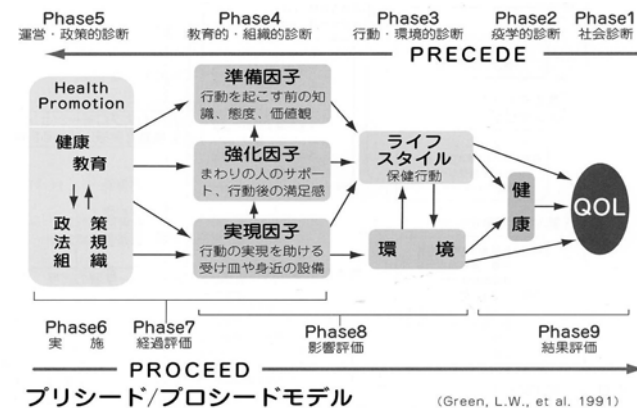 Phase5 Phase4 Phase3 Phase2 Phase1
運営・政策的診断 教育的・組織的診断 行動・環境的診断 疫学的診断 社会診断
PRECEDE
Health
Promotion
健康
教育
政 策
法 規
組 織
準備因子
行動を起こす前の知
識、態度、価値観
強化因子
まわりの人のサポー
ト、行動後の満足感
実現因子
行動の実現を助ける
受け皿や身近の設備
ライフ
スタイル
保健行動
環 境
健
康
QOL
Phase6 Phase7 Phase8 Phase9
実 施 経過評価 影響評価 結果評価
PROCEED
プリシード/プロシードモデル
(Green, L.W., et al. 1991)